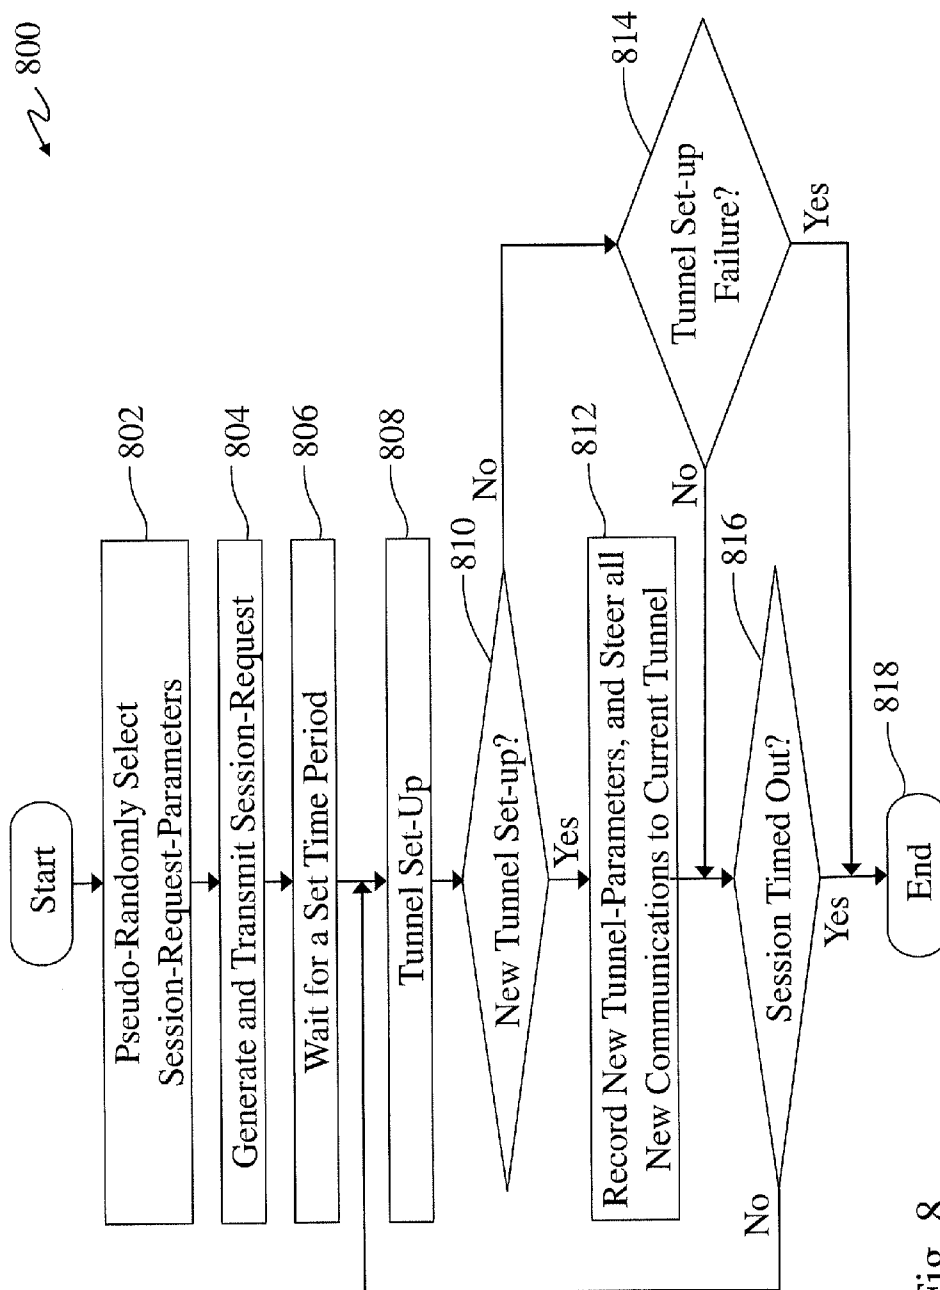 800
Start
Pseudo-Randomly Select
Session-Request-Parameters
802
Generate and Transmit Session-Request
804
Wait for a Set Time Period
806
Tunnel Set-Up
808
New Tunnel Set-up?
810
No
Yes
Record New Tunnel-Parameters, and Steer all
New Communications to Current Tunnel
812
Tunnel Set-up
Failure?
814
No
Yes
Session Timed Out?
816
No
Yes
End
818
Fig. 8